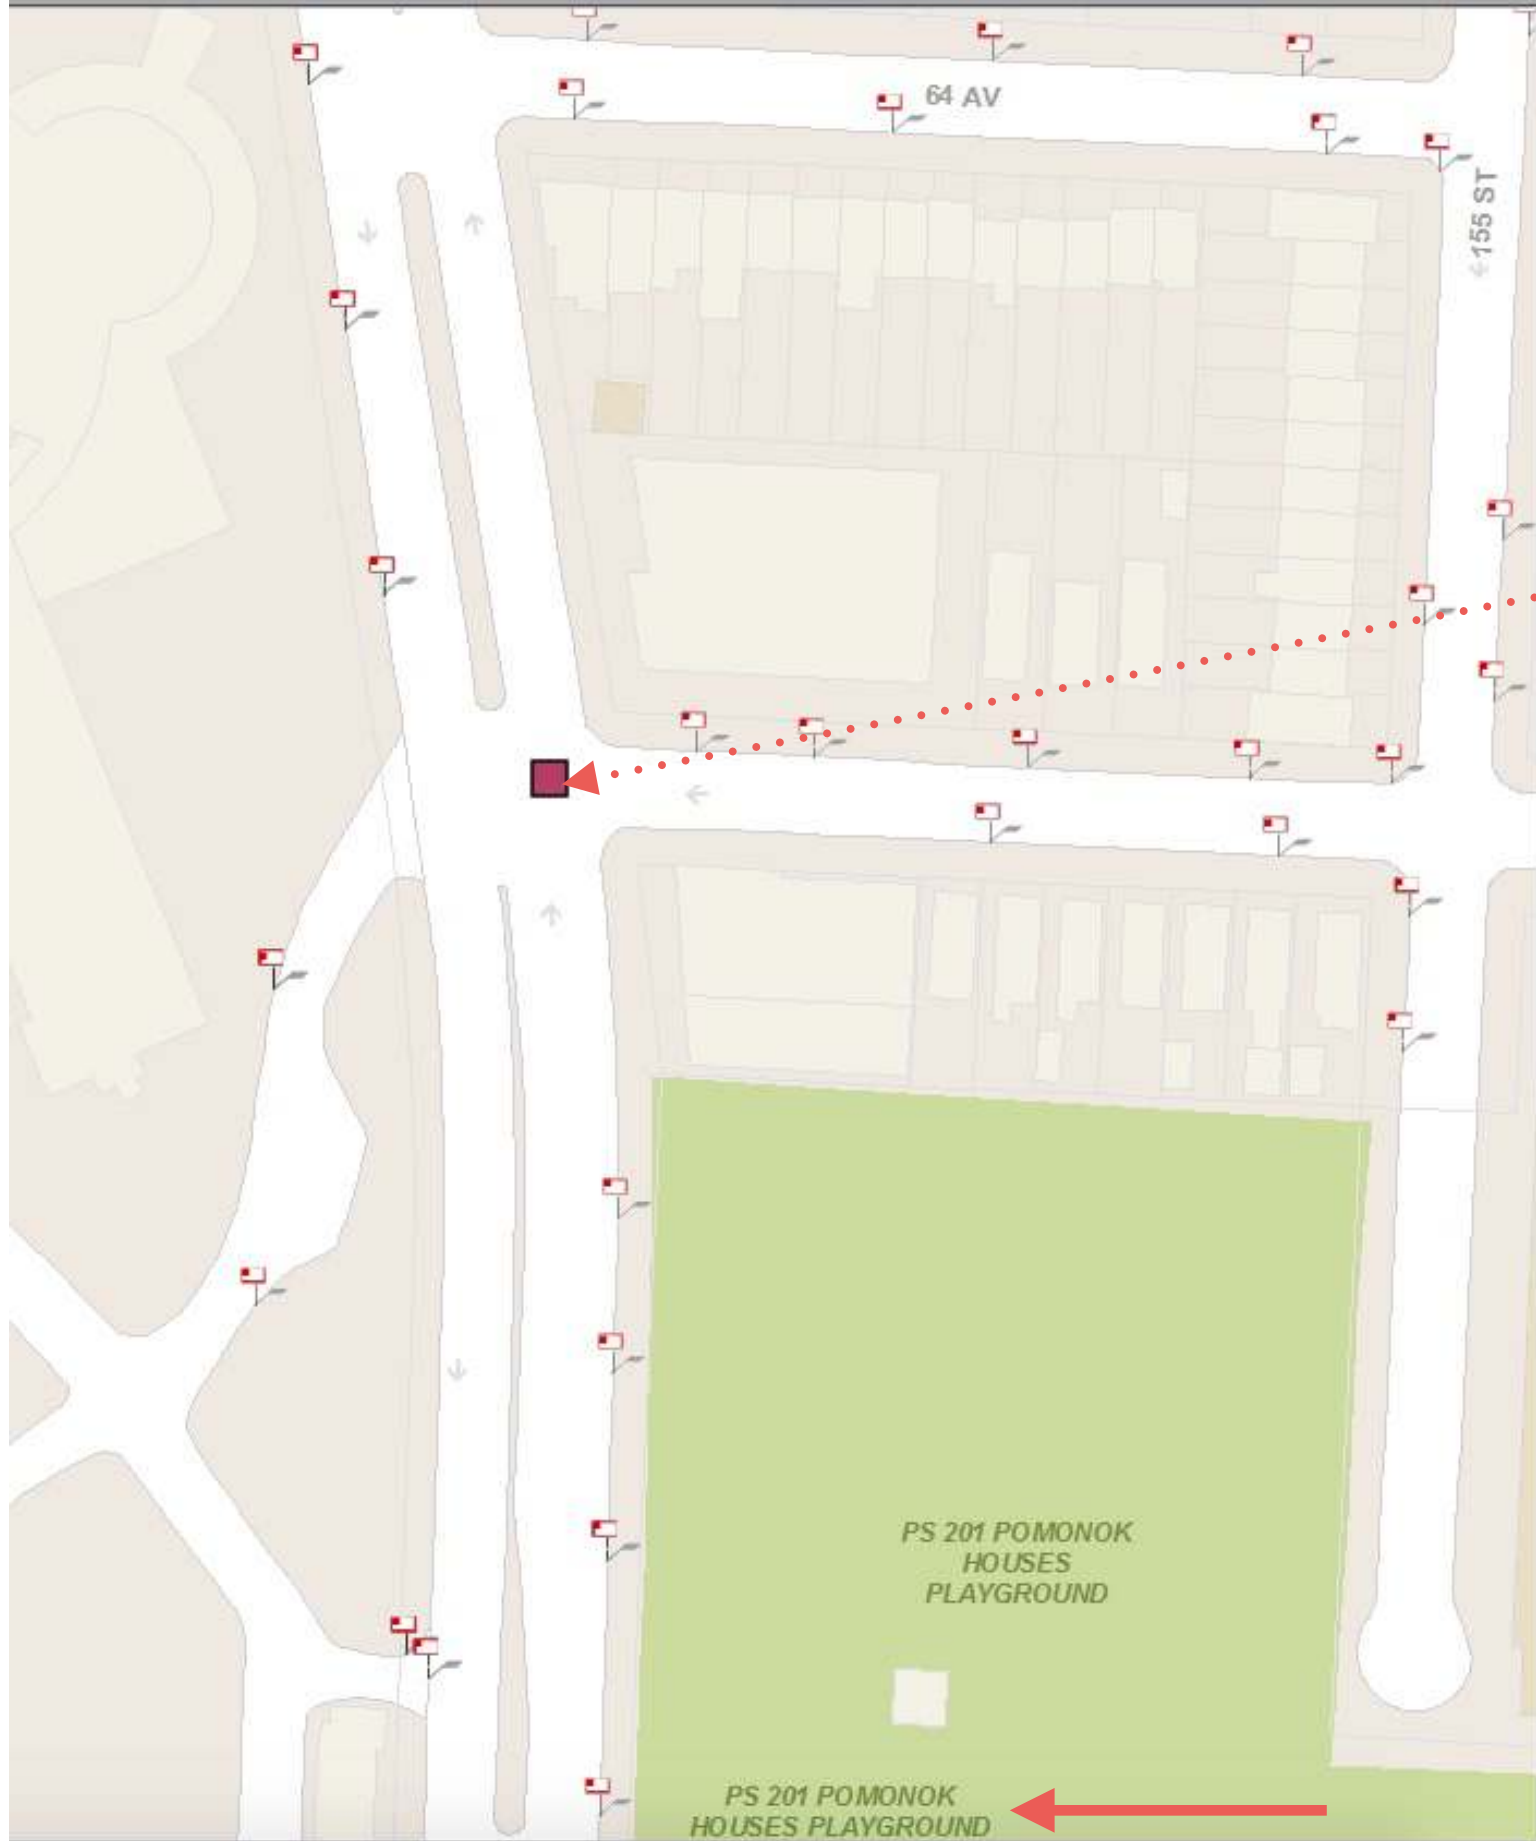 64 AV
155 ST
PS 201 POMONOK
HOUSES
PLAYGROUND
PS 201 POMONOK
HOUSES PLAYGROUND